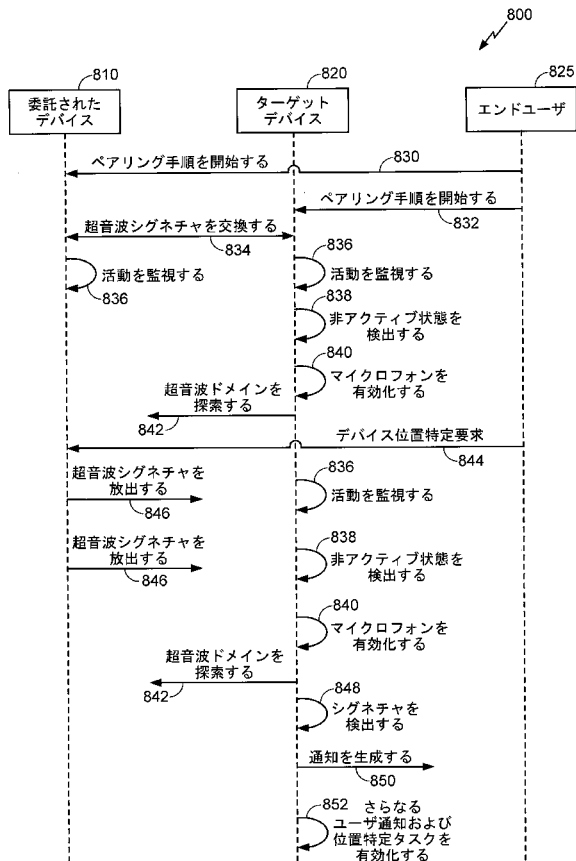 800
810
委託された
デバイス
820
ターゲット
デバイス
825
エンドユーザ
ペアリング手順を開始する
830
ペアリング手順を開始する
832
超音波シグネチャを交換する
834
活動を監視する
836
836
活動を監視する
838
非アクティブ状態を
検出する
840
マイクロフォンを
有効化する
超音波ドメインを
探索する
842
デバイス位置特定要求
844
超音波シグネチャを
放出する
846
836
活動を監視する
超音波シグネチャを
放出する
846
838
非アクティブ状態を
検出する
840
マイクロフォンを
有効化する
超音波ドメインを
探索する
842
848
シグネチャを
検出する
通知を生成する
850
852
さらなる
ユーザ通知および
位置特定タスクを
有効化する